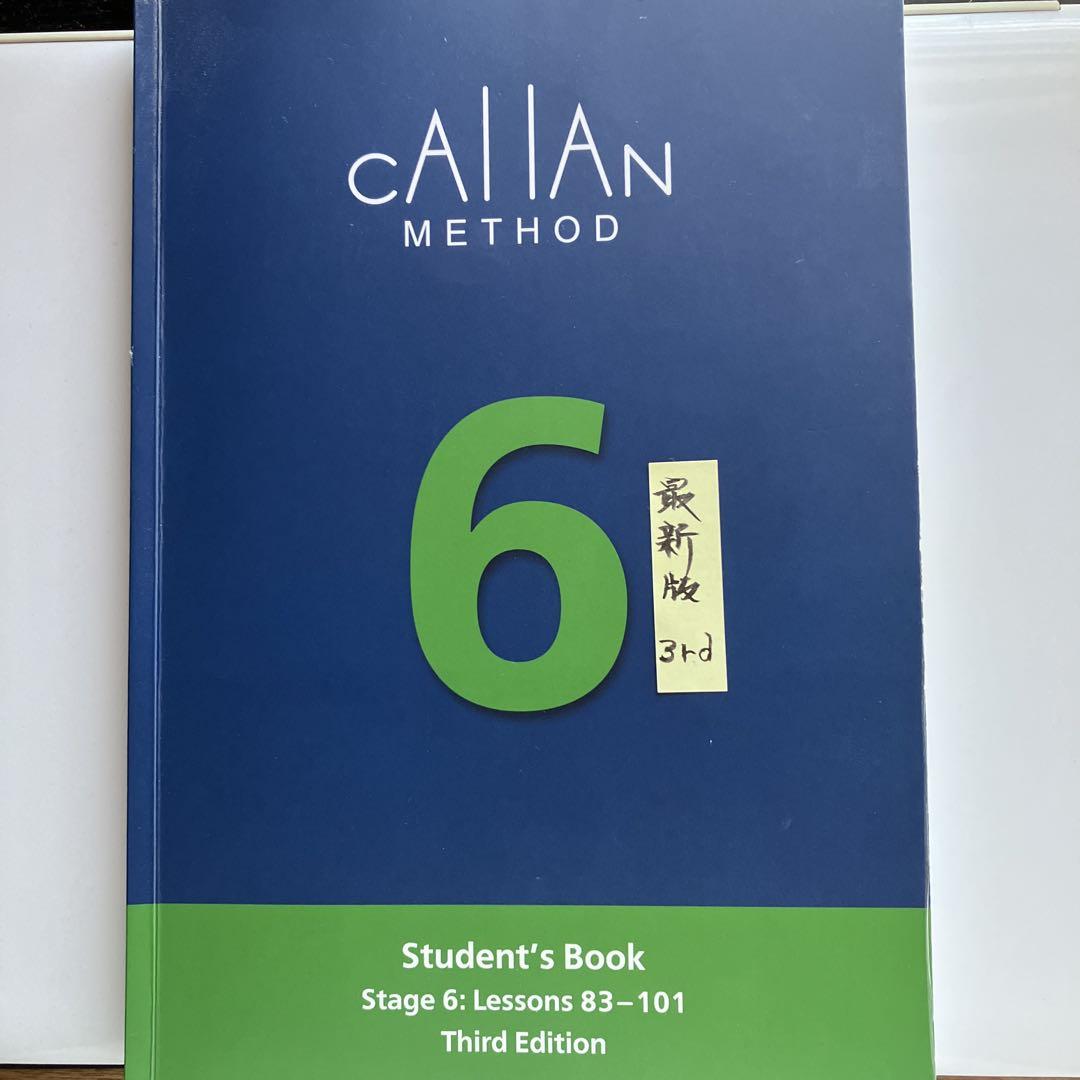 CALLAN
METHOD
6
最新版 3rd
Student's Book
Stage 6: Lessons 83–101
Third Edition